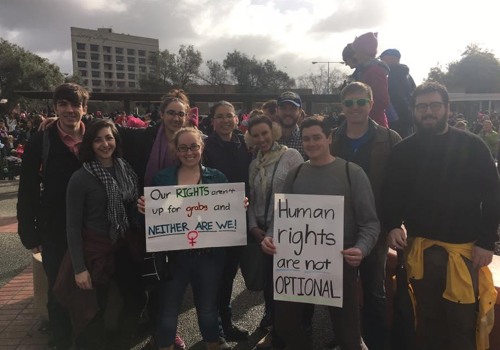 Our RIGHTS aren't
up for grabs and
NEITHER ARE WE!
Human
rights
are not
OPTIONAL